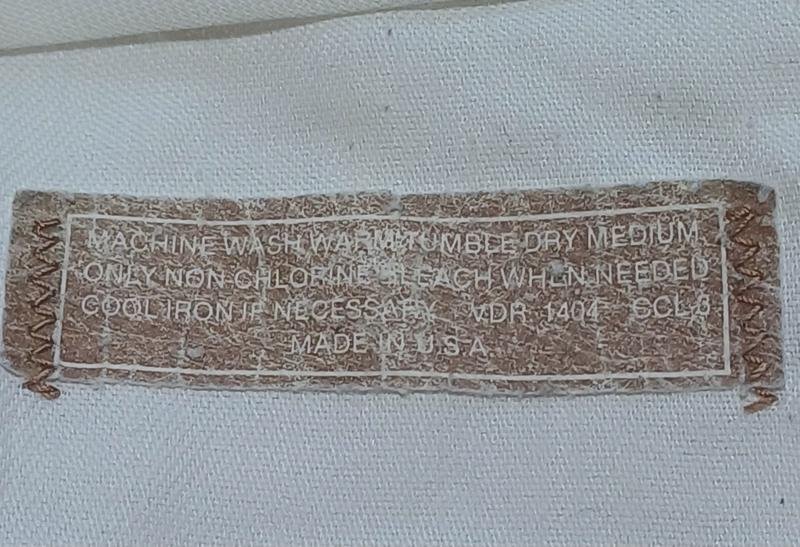 MACHINE WASH WARM-TUMBLE DRY MEDIUM
ONLY NON-CHLORINE BLEACH WHEN NEEDED
COOL IRON IF NECESSARY VDR 1404 CCL 3
MADE IN U.S.A.